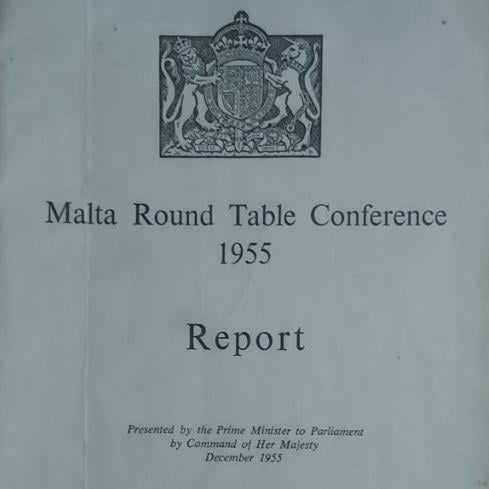 Malta Round Table Conference
1955
Report
Presented by the Prime Minister to Parliament
by Command of Her Majesty
December 1955